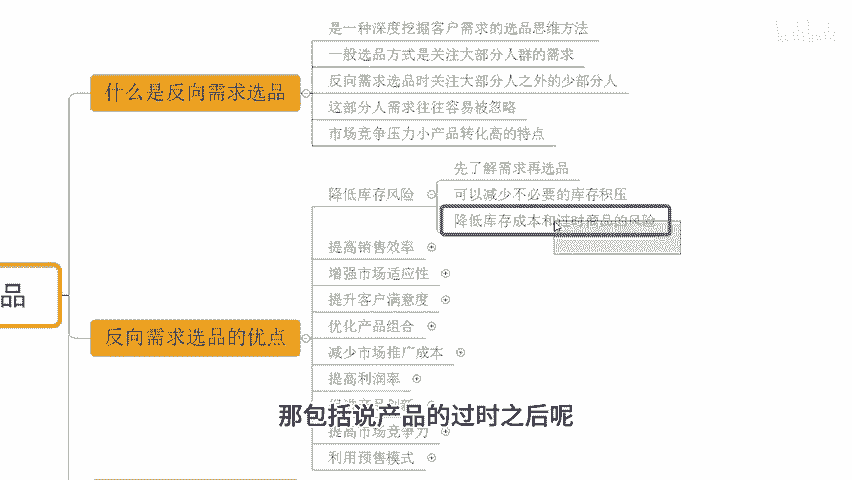 什么是反向需求选品
是一种深度挖掘客户需求的选品思维方法
一般选品方式是关注大部分人群的需求
反向需求选品时关注大部分人之外的少部分人
这部分人需求往往容易被忽略
市场竞争压力小产品转化高的特点
品
反向需求选品的优点
降低库存风险
先了解需求再选品
可以减少不必要的库存积压
降低库存成本和过时商品的风险
提高销售效率
增强市场适应性
提升客户满意度
优化产品组合
减少市场推广成本
提高利润率
提高市场竞争力
利用预售模式
那包括说产品的过时之后呢